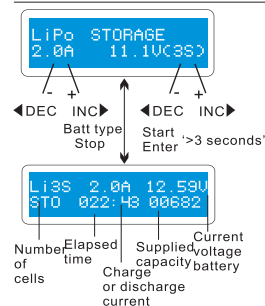 LiPo STORAGE
2.0A 11.1V(3S)
- + - +
◀DEC INC▶ ◀DEC INC▶
Batt type
Stop
Start
Enter '>3 seconds'
Li3S 2.0A 12.59V
STO 022:43 00682
Number of cells
Elapsed time
Charge or discharge current
Supplied capacity
Current voltage battery